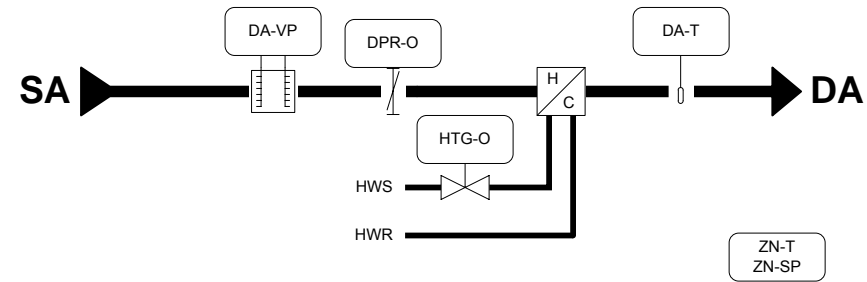 DA-VP
DPR-O
DA-T
SA
H
C
DA
HTG-O
HWS
HWR
ZN-T
ZN-SP